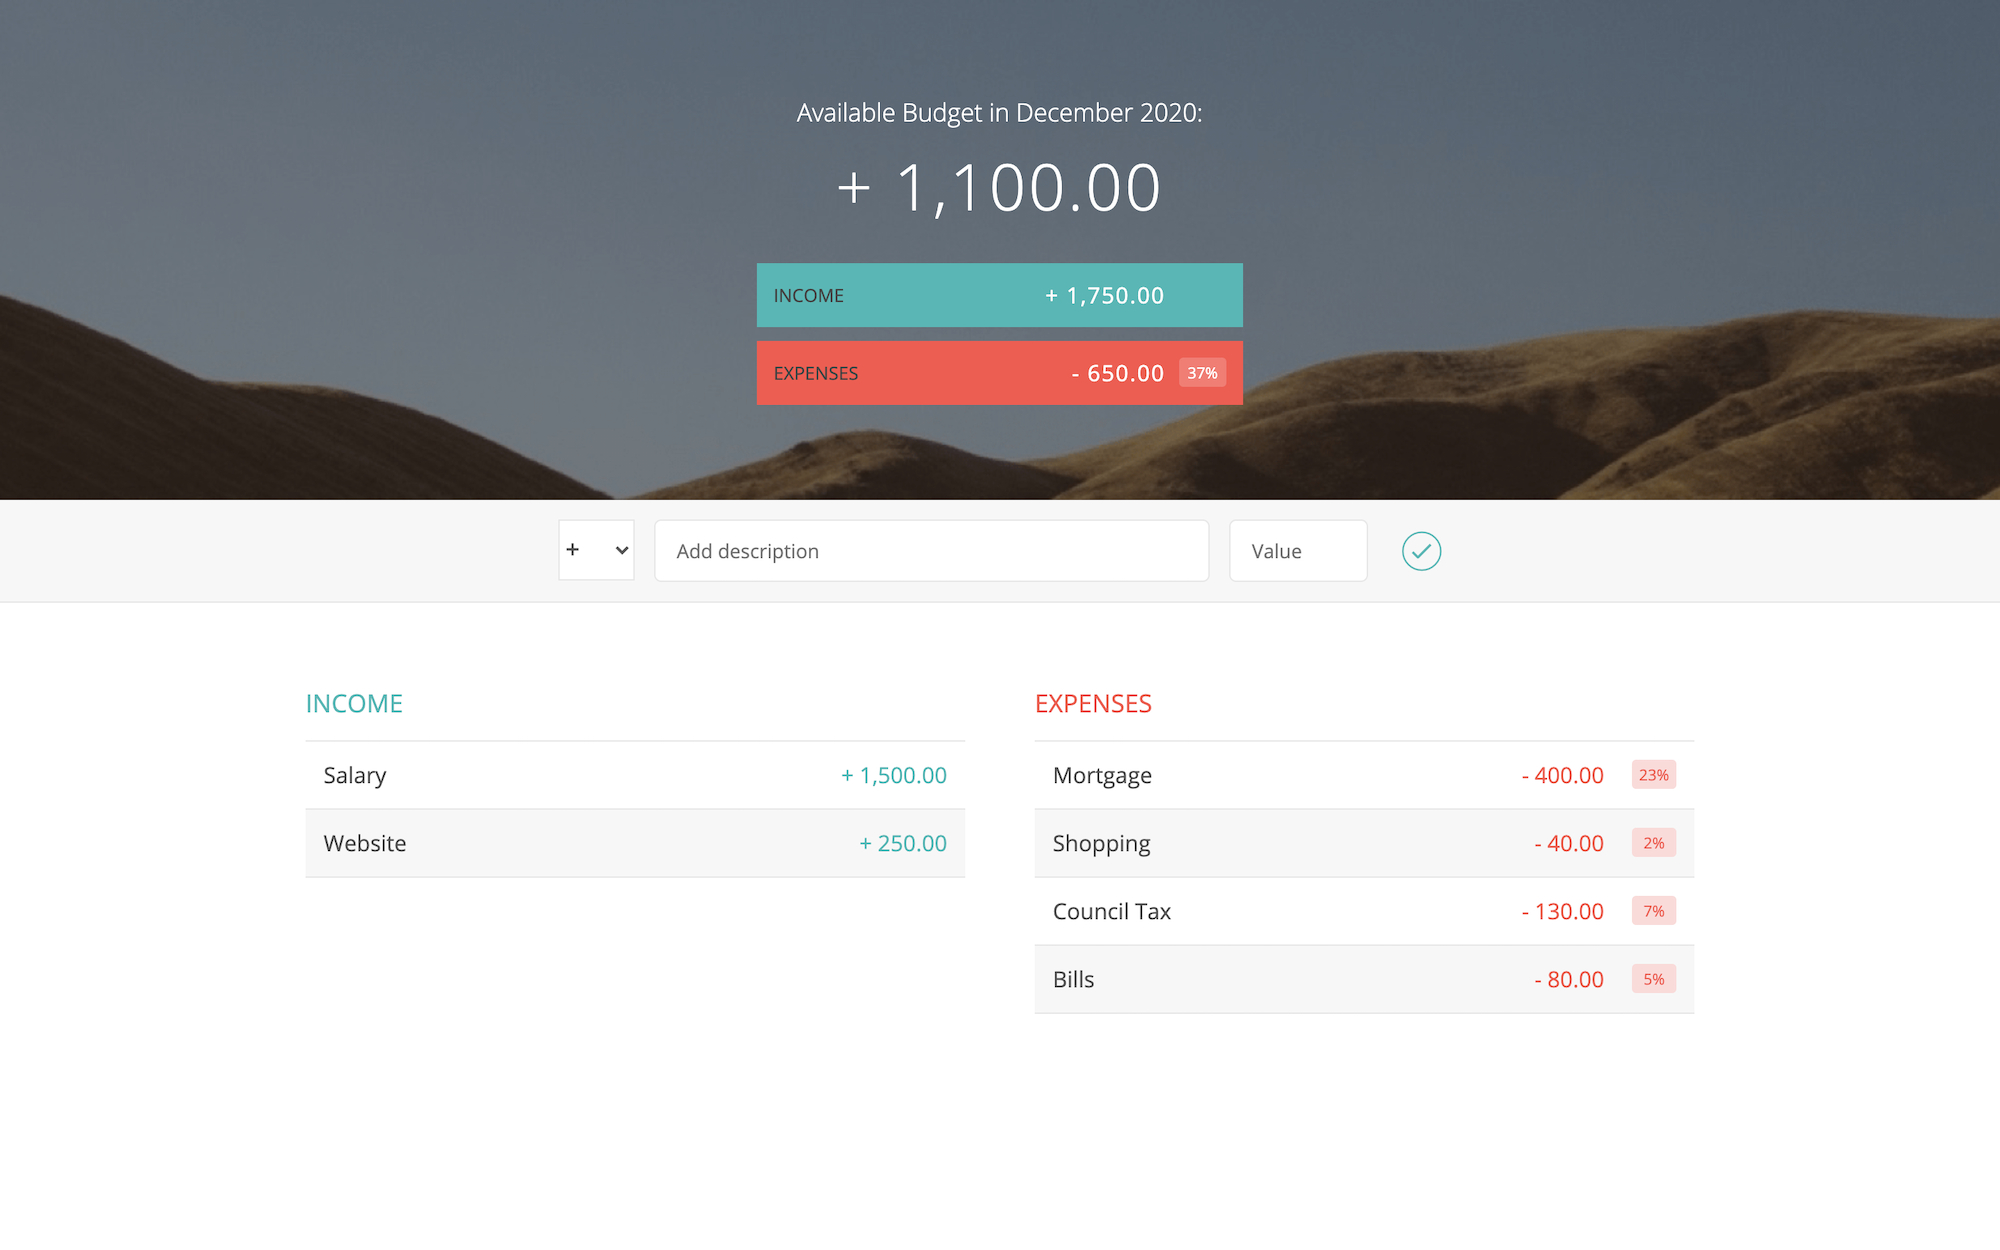 Available Budget in December 2020:
+ 1,100.00
INCOME + 1,750.00
EXPENSES - 650.00 37%
+ Add description Value
INCOME
Salary + 1,500.00
Website + 250.00
EXPENSES
Mortgage - 400.00 23%
Shopping - 40.00 2%
Council Tax - 130.00 7%
Bills - 80.00 5%